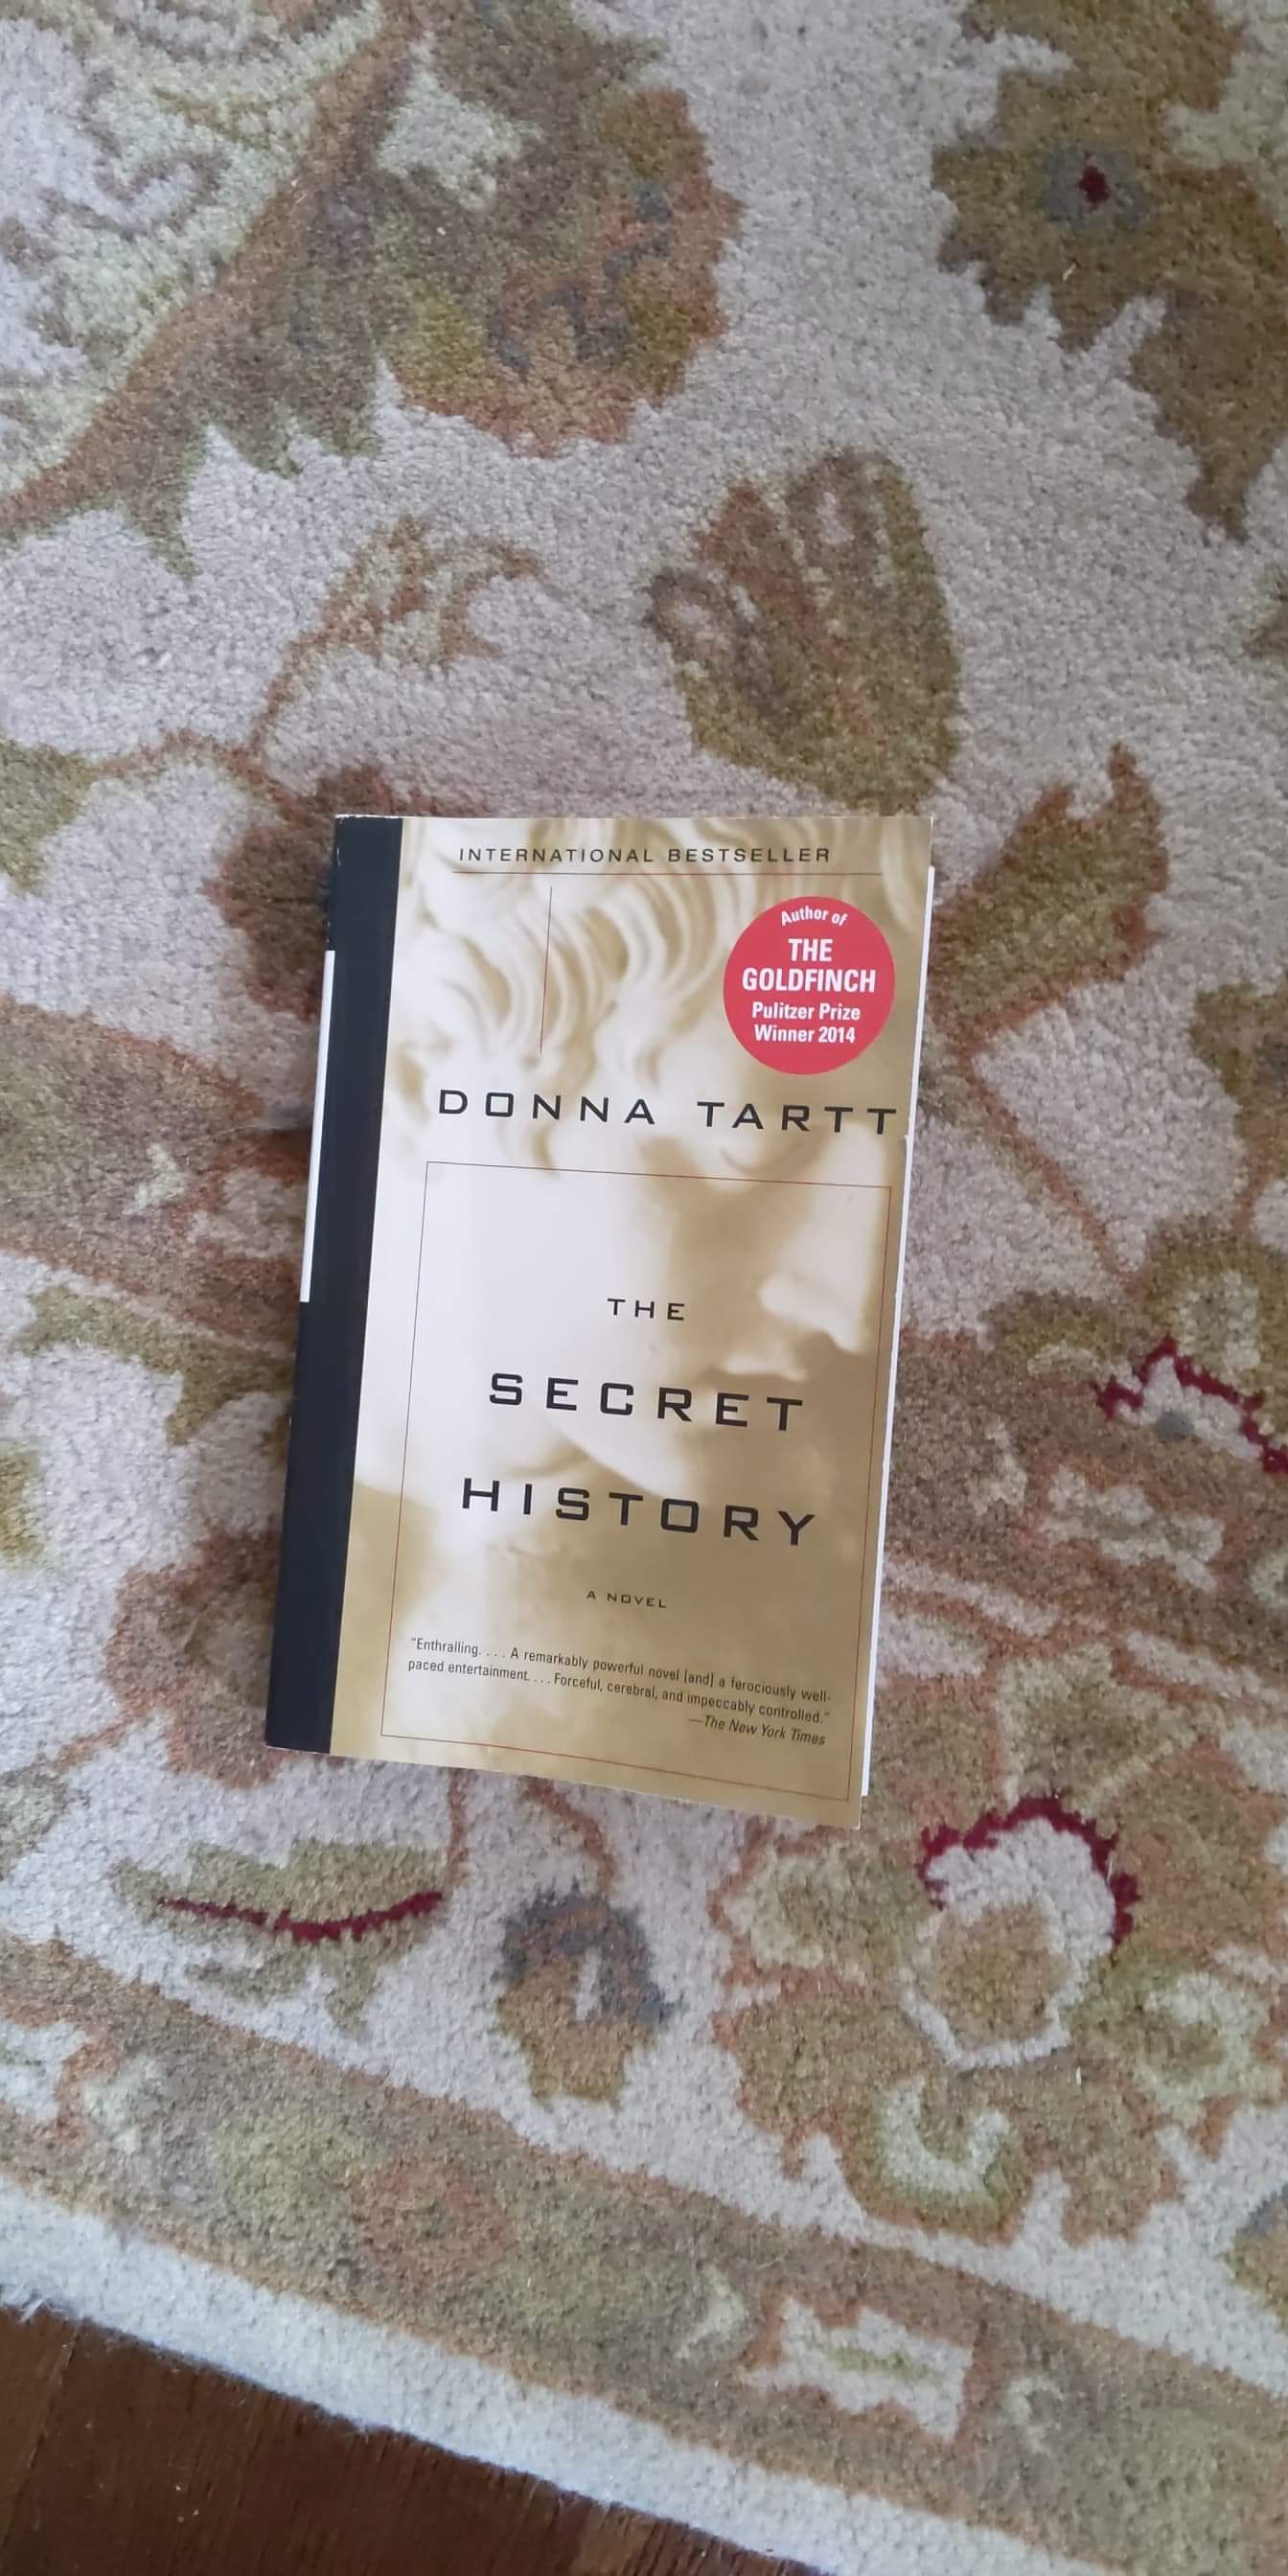 INTERNATIONAL BESTSELLER
Author of
THE
GOLDFINCH
Pulitzer Prize
Winner 2014
DONNA TARTT
THE
SECRET
HISTORY
A NOVEL
"Enthralling. . . . A remarkably powerful novel [and] a ferociously well-
paced entertainment. . . . Forceful, cerebral, and impeccably controlled."
—The New York Times